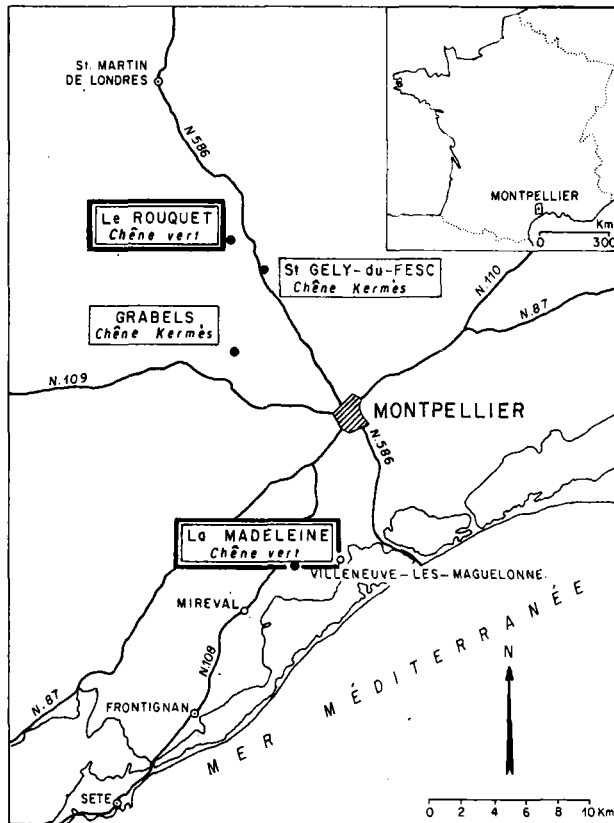 St. MARTIN
DE LONDRES
N.586
MONTPELLIER
Km
0 300
Le ROUQUET
Chêne vert
St GELY-du-FESC
Chêne Kermès
N.110
N.87
GRABELS
Chêne Kermès
N.109
MONTPELLIER
N.586
La MADELEINE
Chêne vert
VILLENEUVE-LES-MAGUELONNE.
MIREVAL
MER MÉDITERRANÉE
N
N.108
N.87
FRONTIGNAN
SETE
0 2 4 6 8 10 Km